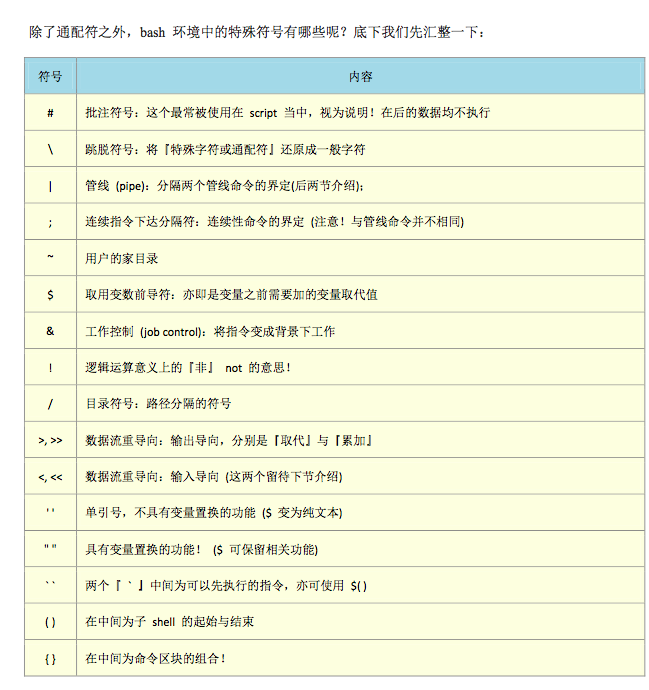 除了通配符之外，bash 环境中的特殊符号有哪些呢？底下我们先汇整一下：
符号 内容
# 批注符号：这个最常被使用在 script 当中，视为说明！在后的数据均不执行
\ 跳脱符号：将『特殊字符或通配符』还原成一般字符
| 管线 (pipe)：分隔两个管线命令的界定(后两节介绍)；
; 连续指令下达分隔符：连续性命令的界定 (注意！与管线命令并不相同)
~ 用户的家目录
$ 取用变数前导符：亦即是变量之前需要加的变量取代值
& 工作控制 (job control)：将指令变成背景下工作
! 逻辑运算意义上的『非』 not 的意思！
/ 目录符号：路径分隔的符号
>, >> 数据流重导向：输出导向，分别是『取代』与『累加』
<, << 数据流重导向：输入导向 (这两个留待下节介绍)
' ' 单引号，不具有变量置换的功能 ($ 变为纯文本)
" " 具有变量置换的功能！ ($ 可保留相关功能)
` ` 两个『 ` 』中间为可以先执行的指令，亦可使用 $( )
( ) 在中间为子 shell 的起始与结束
{ } 在中间为命令区块的组合！